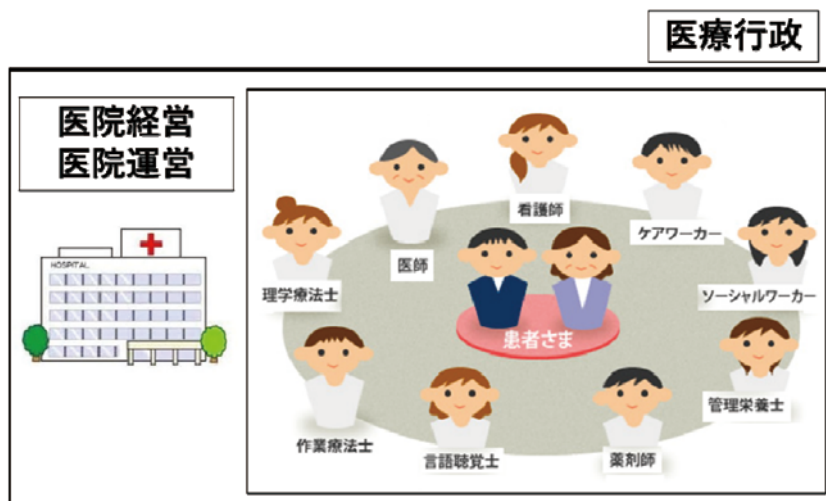 医療行政
医院経営
医院運営
HOSPITAL
看護師
ケアワーカー
医師
理学療法士
ソーシャルワーカー
患者さま
管理栄養士
作業療法士
言語聴覚士
薬剤師